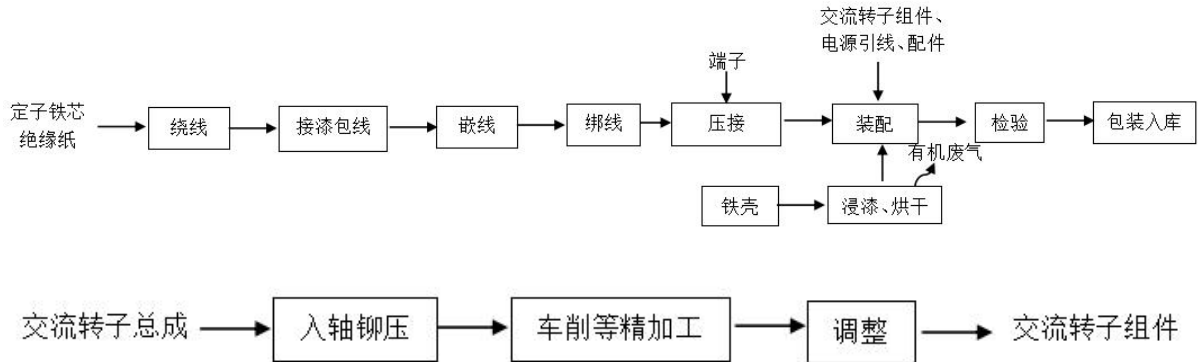 交流转子组件、
电源引线、配件
端子
定子铁芯
绝缘纸
绕线
接漆包线
嵌线
绑线
压接
装配
检验
包装入库
有机废气
铁壳
浸漆、烘干
交流转子总成
入轴铆压
车削等精加工
调整
交流转子组件